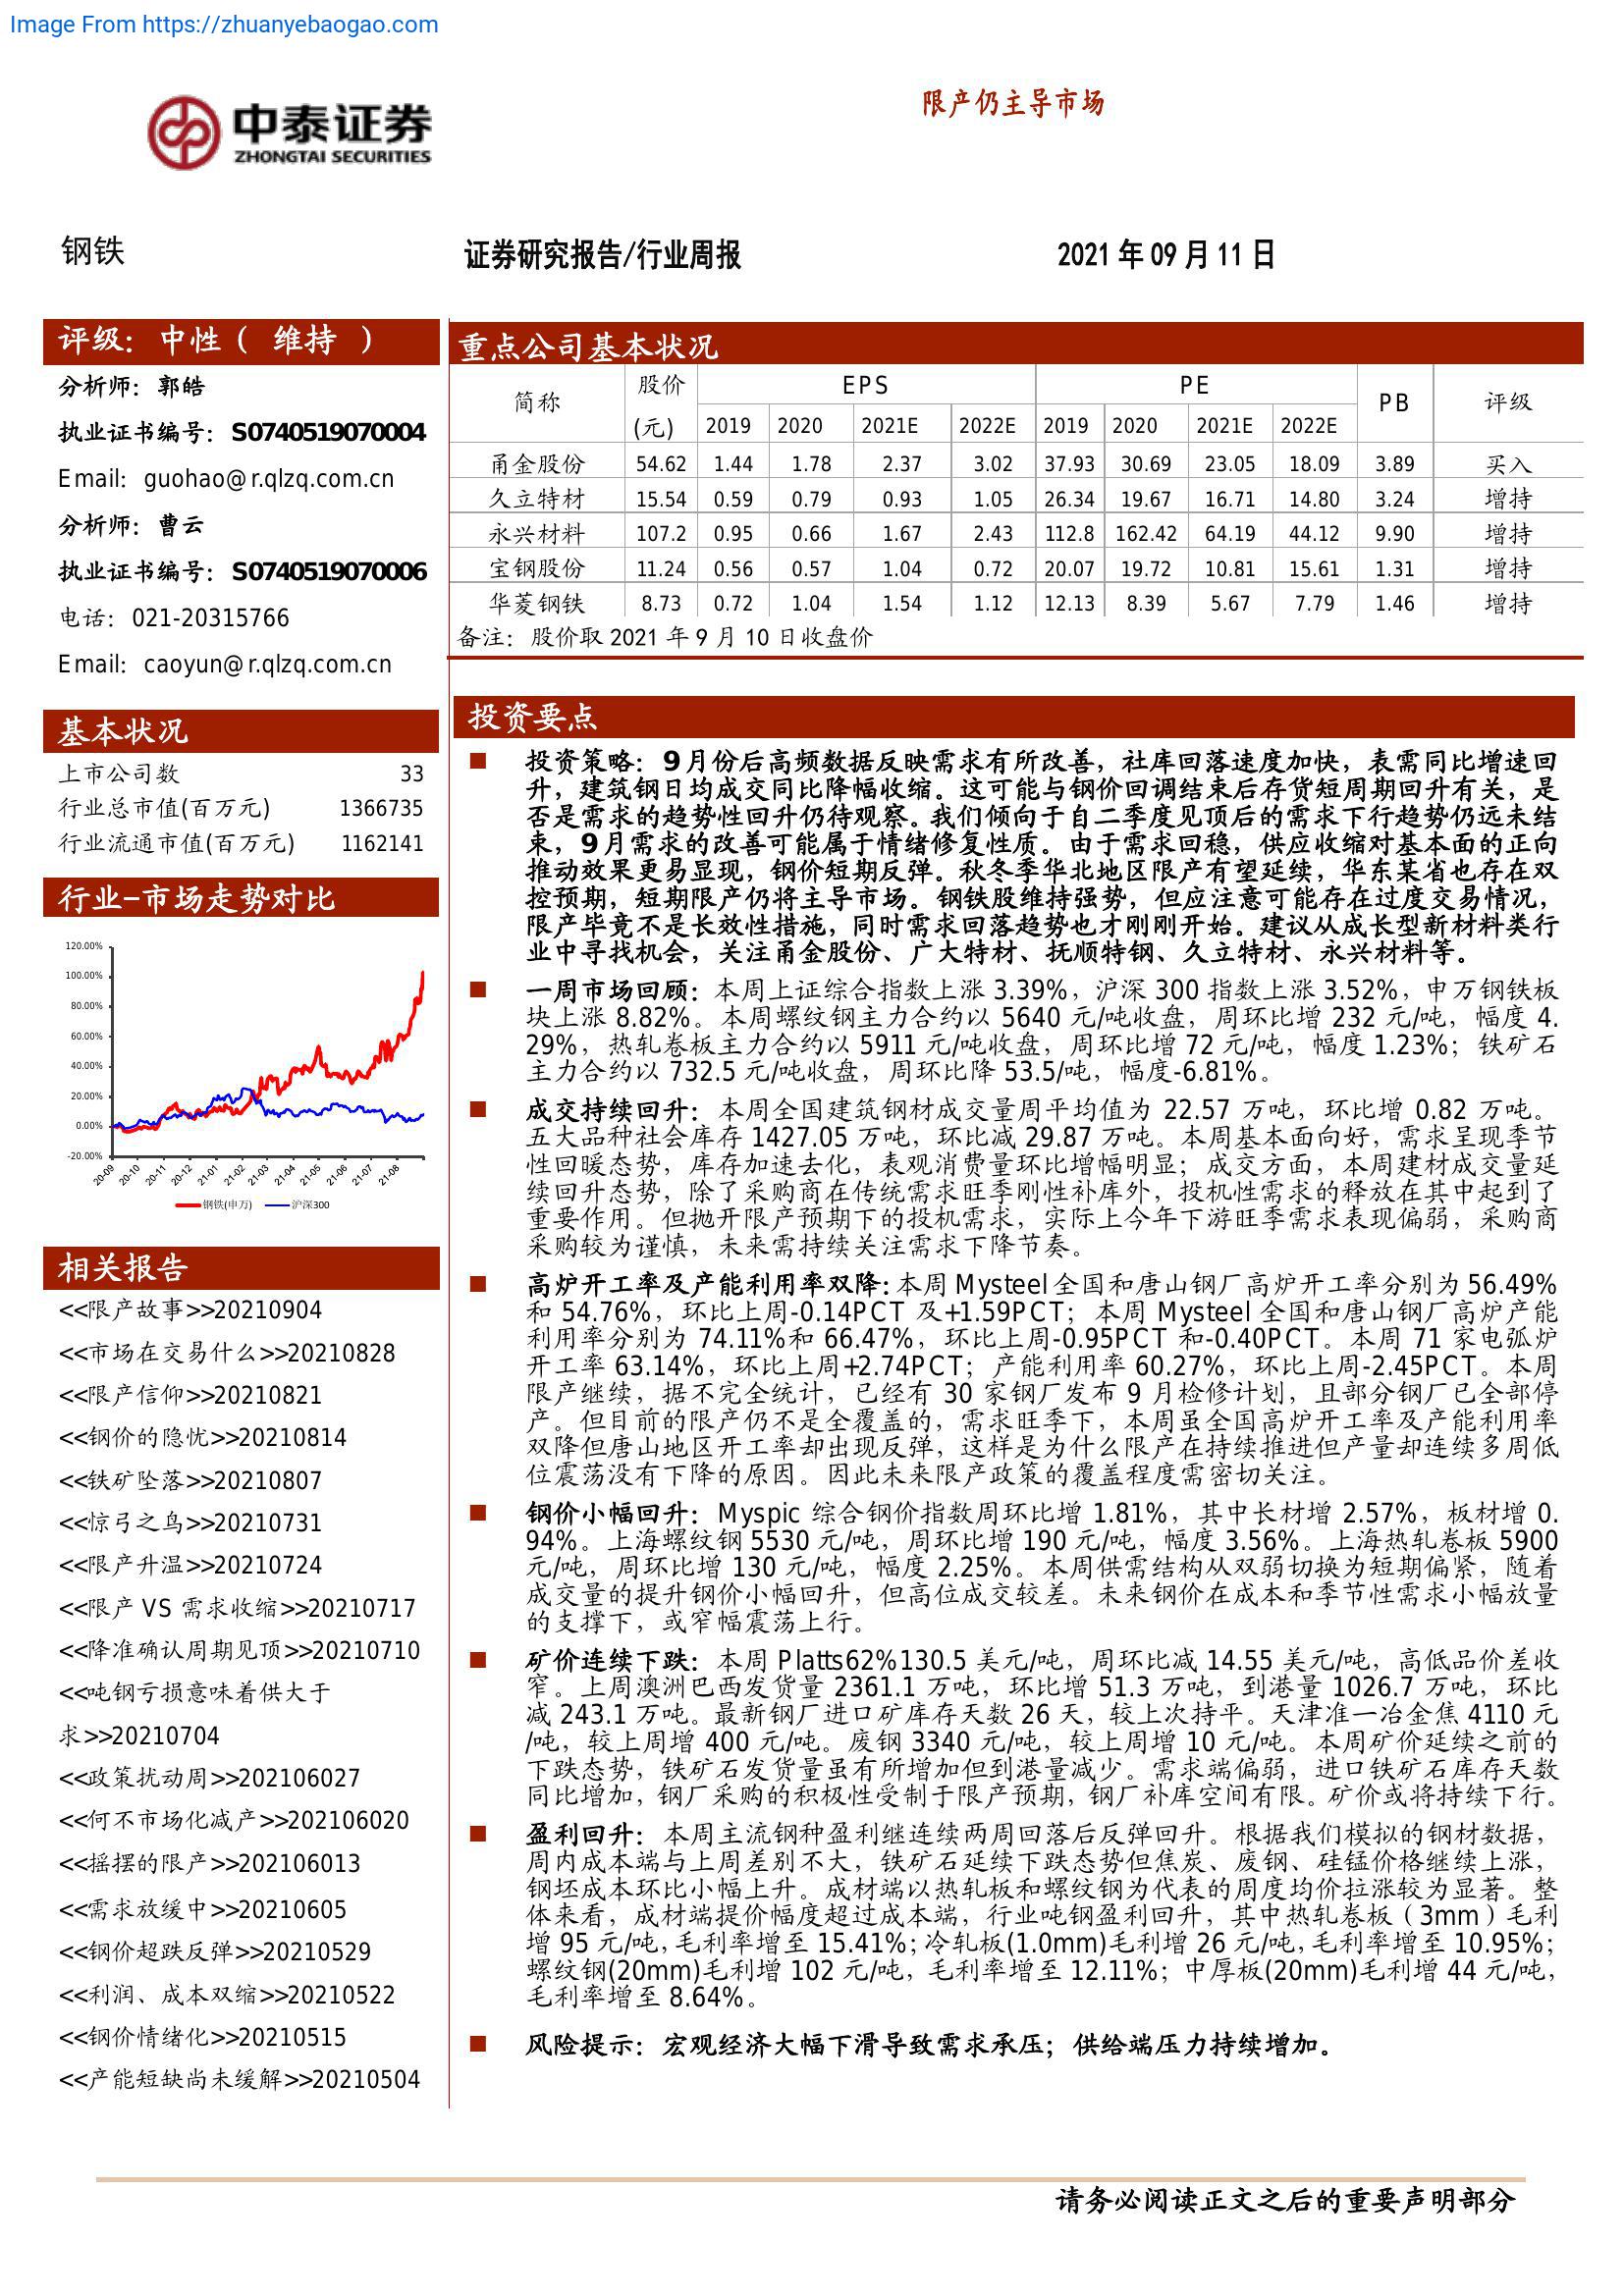 Image From https://zhuanyebaogao.com
限产仍主导市场
中泰证券
ZHONGTAI SECURITIES
钢铁
证券研究报告/行业周报
2021 年 09 月 11 日
评级：中性（ 维持 ）
分析师：郭皓
执业证书编号：S0740519070004
Email：guohao@r.qlzq.com.cn
分析师：曹云
执业证书编号：S0740519070006
电话：021-20315766
Email：caoyun@r.qlzq.com.cn
基本状况
上市公司数 33
行业总市值(百万元) 1366735
行业流通市值(百万元) 1162141
行业-市场走势对比
120.00%
100.00%
80.00%
60.00%
40.00%
20.00%
0.00%
-20.00%
20-09 20-10 20-11 20-12 21-01 21-02 21-03 21-04 21-05 21-06 21-07 21-08
钢铁(申万) 沪深300
相关报告
<<限产故事>>20210904
<<市场在交易什么>>20210828
<<限产信仰>>20210821
<<钢价的隐忧>>20210814
<<铁矿坠落>>20210807
<<惊弓之鸟>>20210731
<<限产升温>>20210724
<<限产 VS 需求收缩>>20210717
<<降准确认周期见顶>>20210710
<<吨钢亏损意味着供大于
求>>20210704
<<政策扰动周>>202106027
<<何不市场化减产>>202106020
<<摇摆的限产>>202106013
<<需求放缓中>>20210605
<<钢价超跌反弹>>20210529
<<利润、成本双缩>>20210522
<<钢价情绪化>>20210515
<<产能短缺尚未缓解>>20210504
重点公司基本状况
简称 股价(元) EPS PE PB 评级
2019 2020 2021E 2022E 2019 2020 2021E 2022E
甬金股份 54.62 1.44 1.78 2.37 3.02 37.93 30.69 23.05 18.09 3.89 买入
久立特材 15.54 0.59 0.79 0.93 1.05 26.34 19.67 16.71 14.80 3.24 增持
永兴材料 107.2 0.95 0.66 1.67 2.43 112.8 162.42 64.19 44.12 9.90 增持
宝钢股份 11.24 0.56 0.57 1.04 0.72 20.07 19.72 10.81 15.61 1.31 增持
华菱钢铁 8.73 0.72 1.04 1.54 1.12 12.13 8.39 5.67 7.79 1.46 增持
备注：股价取 2021 年 9 月 10 日收盘价
投资要点
■ 投资策略：9月份后高频数据反映需求有所改善，社库回落速度加快，表需同比增速回
升，建筑钢日均成交同比降幅收缩。这可能与钢价回调结束后存货短周期回升有关，是
否是需求的趋势性回升仍待观察。我们倾向于自二季度见顶后的需求下行趋势仍远未结
束，9月需求的改善可能属于情绪修复性质。由于需求回稳，供应收缩对基本面的正向
推动效果更易显现，钢价短期反弹。秋冬季华北地区限产有望延续，华东某省也存在双
控预期，短期限产仍将主导市场。钢铁股维持强势，但应注意可能存在过度交易情况，
限产毕竟不是长效性措施，同时需求回落趋势也才刚刚开始。建议从成长型新材料类行
业中寻找机会，关注甬金股份、广大特材、抚顺特钢、久立特材、永兴材料等。
■ 一周市场回顾：本周上证综合指数上涨 3.39%，沪深 300 指数上涨 3.52%，申万钢铁板
块上涨 8.82%。本周螺纹钢主力合约以 5640 元/吨收盘，周环比增 232 元/吨，幅度 4.
29%，热轧卷板主力合约以 5911 元/吨收盘，周环比增 72 元/吨，幅度 1.23%；铁矿石
主力合约以 732.5 元/吨收盘，周环比降 53.5/吨，幅度-6.81%。
■ 成交持续回升：本周全国建筑钢材成交量周平均值为 22.57 万吨，环比增 0.82 万吨。
五大品种社会库存 1427.05 万吨，环比减 29.87 万吨。本周基本面向好，需求呈现季节
性回暖态势，库存加速去化，表观消费量环比增幅明显；成交方面，本周建材成交量延
续回升态势，除了采购商在传统需求旺季刚性补库外，投机性需求的释放在其中起到了
重要作用。但抛开限产预期下的投机需求，实际上今年下游旺季需求表现偏弱，采购商
采购较为谨慎，未来需持续关注需求下降节奏。
■ 高炉开工率及产能利用率双降：本周 Mysteel 全国和唐山钢厂高炉开工率分别为 56.49%
和 54.76%，环比上周-0.14PCT 及+1.59PCT；本周 Mysteel 全国和唐山钢厂高炉产能
利用率分别为 74.11%和 66.47%，环比上周-0.95PCT 和-0.40PCT。本周 71 家电弧炉
开工率 63.14%，环比上周+2.74PCT；产能利用率 60.27%，环比上周-2.45PCT。本周
限产继续，据不完全统计，已经有 30 家钢厂发布 9 月检修计划，且部分钢厂已全部停
产。但目前的限产仍不是全覆盖的，需求旺季下，本周虽全国高炉开工率及产能利用率
双降但唐山地区开工率却出现反弹，这样是为什么限产在持续推进但产量却连续多周低
位震荡没有下降的原因。因此未来限产政策的覆盖程度需密切关注。
■ 钢价小幅回升：Myspic 综合钢价指数周环比增 1.81%，其中长材增 2.57%，板材增 0.
94%。上海螺纹钢 5530 元/吨，周环比增 190 元/吨，幅度 3.56%。上海热轧卷板 5900
元/吨，周环比增 130 元/吨，幅度 2.25%。本周供需结构从双弱切换为短期偏紧，随着
成交量的提升钢价小幅回升，但高位成交较差。未来钢价在成本和季节性需求小幅放量
的支撑下，或窄幅震荡上行。
■ 矿价连续下跌：本周 Platts62%130.5 美元/吨，周环比减 14.55 美元/吨，高低品价差收
窄。上周澳洲巴西发货量 2361.1 万吨，环比增 51.3 万吨，到港量 1026.7 万吨，环比
减 243.1 万吨。最新钢厂进口矿库存天数 26 天，较上次持平。天津准一冶金焦 4110 元
/吨，较上周增 400 元/吨。废钢 3340 元/吨，较上周增 10 元/吨。本周矿价延续之前的
下跌态势，铁矿石发货量虽有所增加但到港量减少。需求端偏弱，进口铁矿石库存天数
同比增加，钢厂采购的积极性受制于限产预期，钢厂补库空间有限。矿价或将持续下行。
■ 盈利回升：本周主流钢种盈利继连续两周回落后反弹回升。根据我们模拟的钢材数据，
周内成本端与上周差别不大，铁矿石延续下跌态势但焦炭、废钢、硅锰价格继续上涨，
钢坯成本环比小幅上升。成材端以热轧板和螺纹钢为代表的周度均价拉涨较为显著。整
体来看，成材端提价幅度超过成本端，行业吨钢盈利回升，其中热轧卷板（3mm）毛利
增 95 元/吨，毛利率增至 15.41%；冷轧板(1.0mm)毛利增 26 元/吨，毛利率增至 10.95%；
螺纹钢(20mm)毛利增 102 元/吨，毛利率增至 12.11%；中厚板(20mm)毛利增 44 元/吨，
毛利率增至 8.64%。
■ 风险提示：宏观经济大幅下滑导致需求承压；供给端压力持续增加。
请务必阅读正文之后的重要声明部分